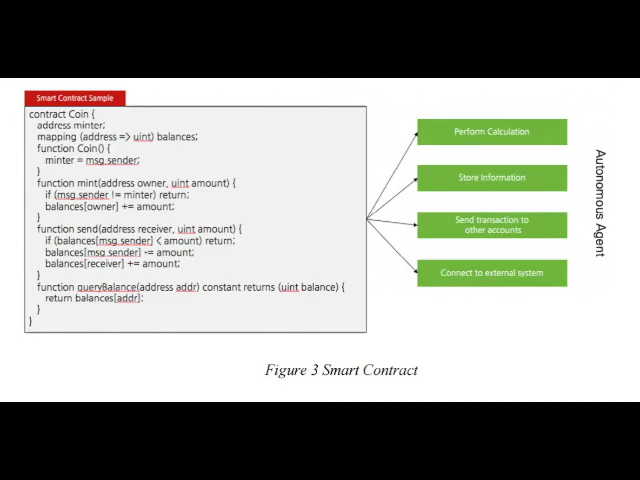 Smart Contract Sample
contract Coin {
address minter;
mapping (address => uint) balances;
function Coin() {
minter = msg.sender;
}
function mint(address owner, uint amount) {
if (msg.sender != minter) return;
balances[owner] += amount;
}
function send(address receiver, uint amount) {
if (balances[msg.sender] < amount) return;
balances[msg.sender] -= amount;
balances[receiver] += amount;
}
function queryBalance(address addr) constant returns (uint balance) {
return balances[addr];
}
}
Perform Calculation
Store Information
Send transaction to
other accounts
Connect to external system
Autonomous Agent
Figure 3 Smart Contract